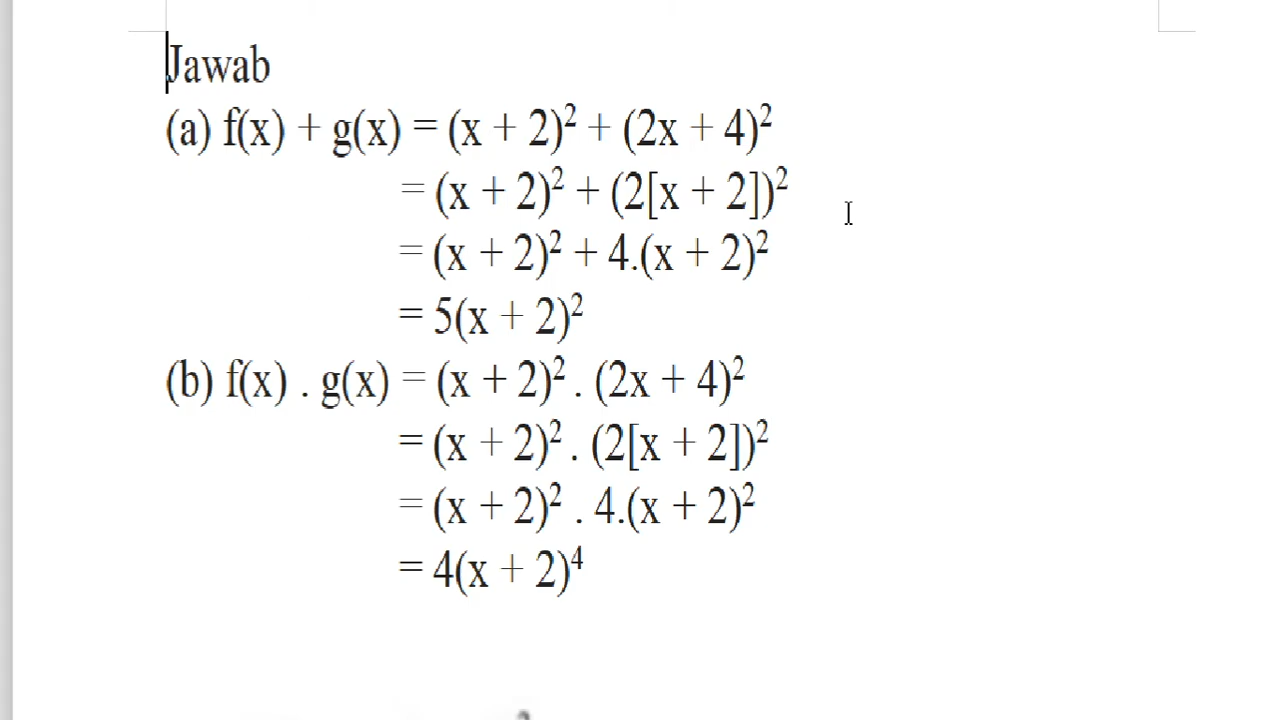 Jawab
(a) f(x) + g(x) = (x + 2)² + (2x + 4)²
= (x + 2)² + (2[x + 2])²
= (x + 2)² + 4.(x + 2)²
= 5(x + 2)²
(b) f(x) . g(x) = (x + 2)² . (2x + 4)²
= (x + 2)² . (2[x + 2])²
= (x + 2)² . 4.(x + 2)²
= 4(x + 2)⁴